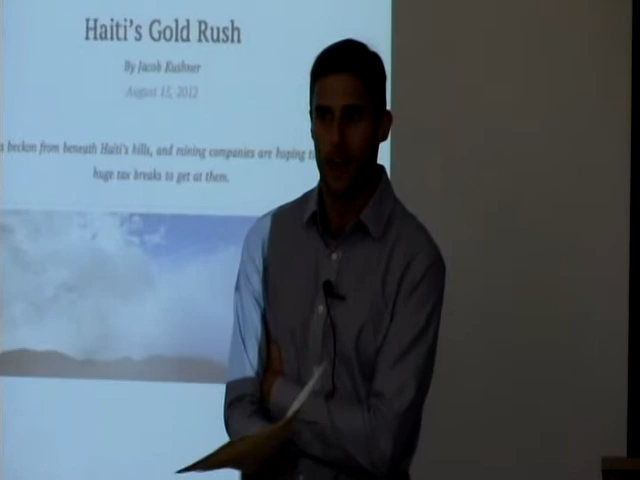 Haiti's Gold Rush
By Jacob Kushner
August 15, 2012
beckon from beneath Haiti's hills, and mining companies are hoping
huge tax breaks to get at them.